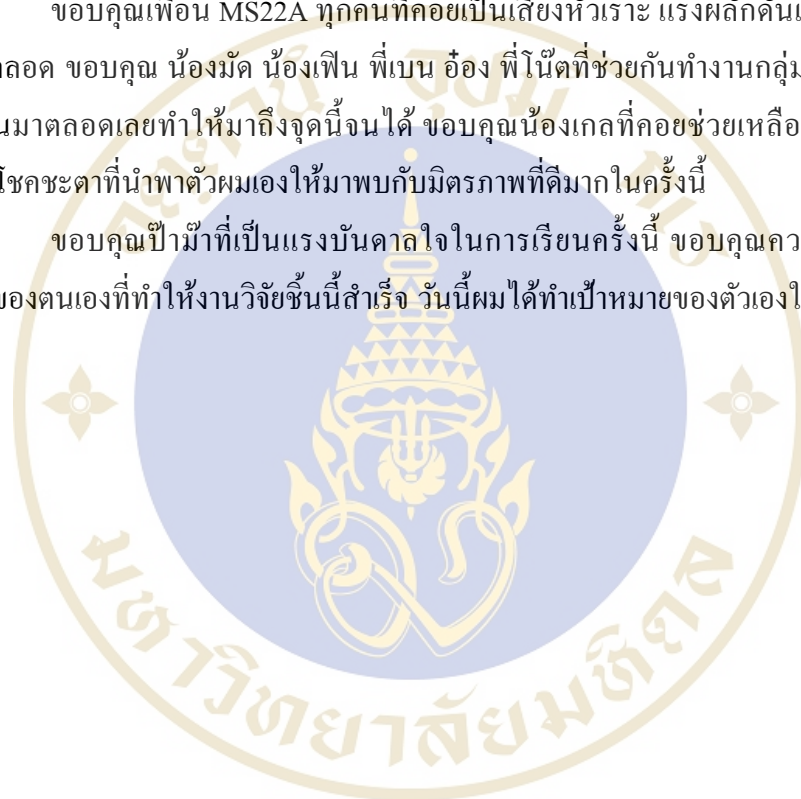 ขอบคุณเพื่อน MS22A ทุกคนที่คอยเป็นเสียงหัวเราะ แรงผลักดัน
ตลอด ขอบคุณ น้องมัด น้องเฟิน พี่เบน อ๋อง พี่โน๊ตที่ช่วยกันทำงานกลุ่ม
นมาตลอดเลยทำให้มาถึงจุดนี้จนได้ ขอบคุณน้องเกลที่คอยช่วยเหลือ
โชคชะตาที่นำพาตัวผมเองให้มาพบกับมิตรภาพที่ดีมากในครั้งนี้
ขอบคุณป๊าม๊าที่เป็นแรงบันดาลใจในการเรียนครั้งนี้ ขอบคุณคว
ของตนเองที่ทำให้งานวิจัยชิ้นนี้สำเร็จ วันนี้ผมได้ทำเป้าหมายของตัวเองใ
มหาวิทยาลัยมหิดล